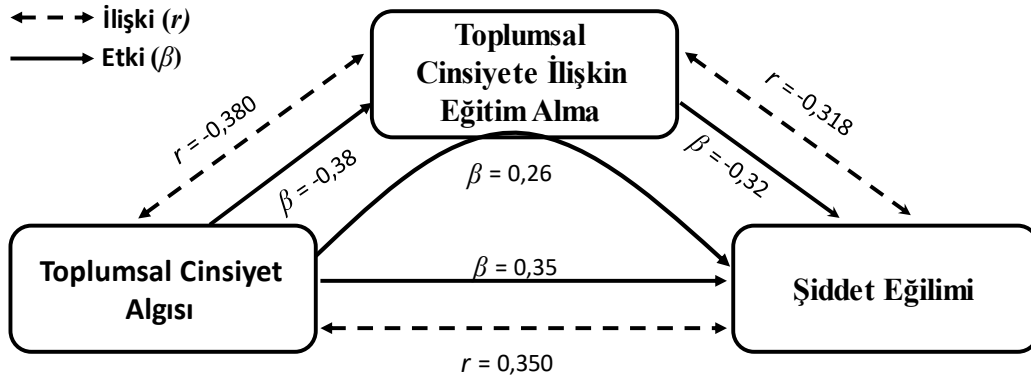 İlişki (r)
Etki (β)
Toplumsal
Cinsiyete İlişkin
Eğitim Alma
r = -0,380
β = -0,38
r = -0,318
β = -0,32
β = 0,26
Toplumsal Cinsiyet
Algısı
β = 0,35
Şiddet Eğilimi
r = 0,350